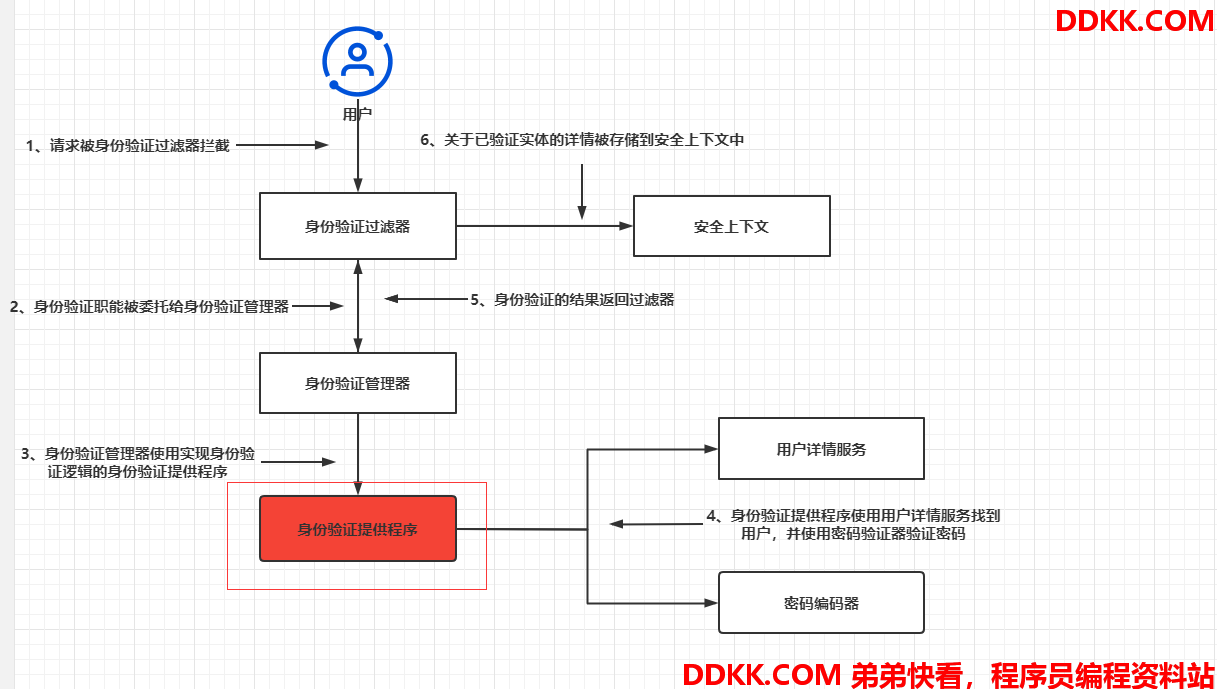 DDKK.COM
用户
1、请求被身份验证过滤器拦截
6、关于已验证实体的详情被存储到安全上下文中
身份验证过滤器
安全上下文
2、身份验证职能被委托给身份验证管理器
5、身份验证的结果返回过滤器
身份验证管理器
3、身份验证管理器使用实现身份验
证逻辑的身份验证提供程序
用户详情服务
身份验证提供程序
4、身份验证提供程序使用用户详情服务找到
用户，并使用密码验证器验证密码
密码编码器
DDKK.COM 弟弟快看，程序员编程资料站